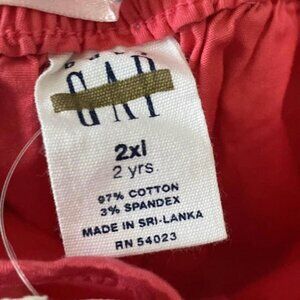 GAP
2xl
2 yrs.
97% COTTON
3% SPANDEX
MADE IN SRI-LANKA
RN 54023